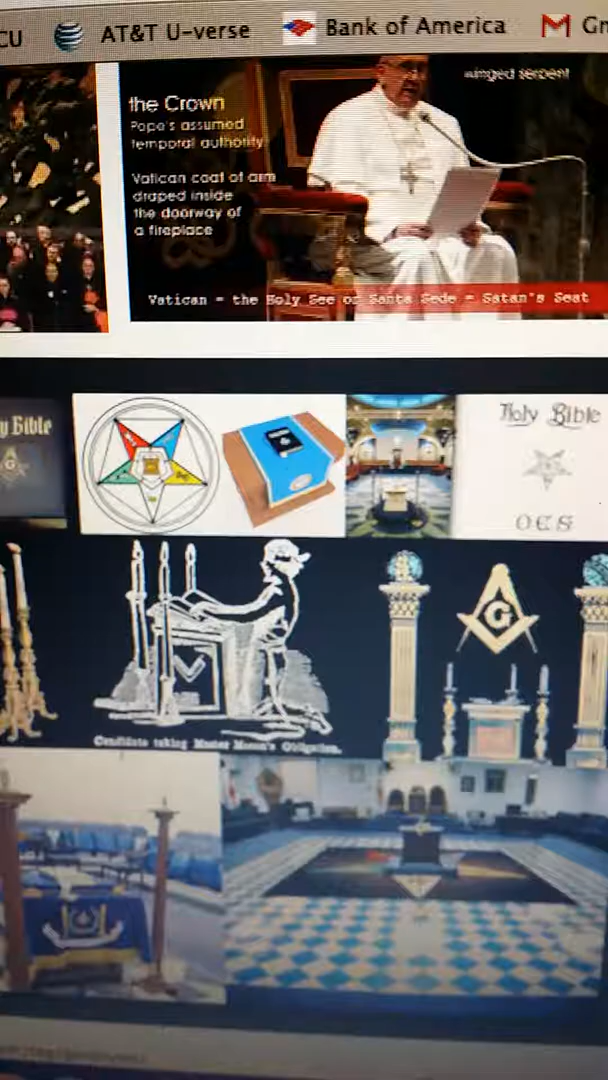 CU AT&T U-verse Bank of America Gm
winged serpent
the Crown
Pope's assumed
temporal authority
Vatican coat of arm
draped inside
the doorway of
a fireplace
Vatican = the Holy See or Santa Sede = Satan's Seat
y Bible
Holy Bible
G
OES
G
Candidate taking Master Mason's Obligation.